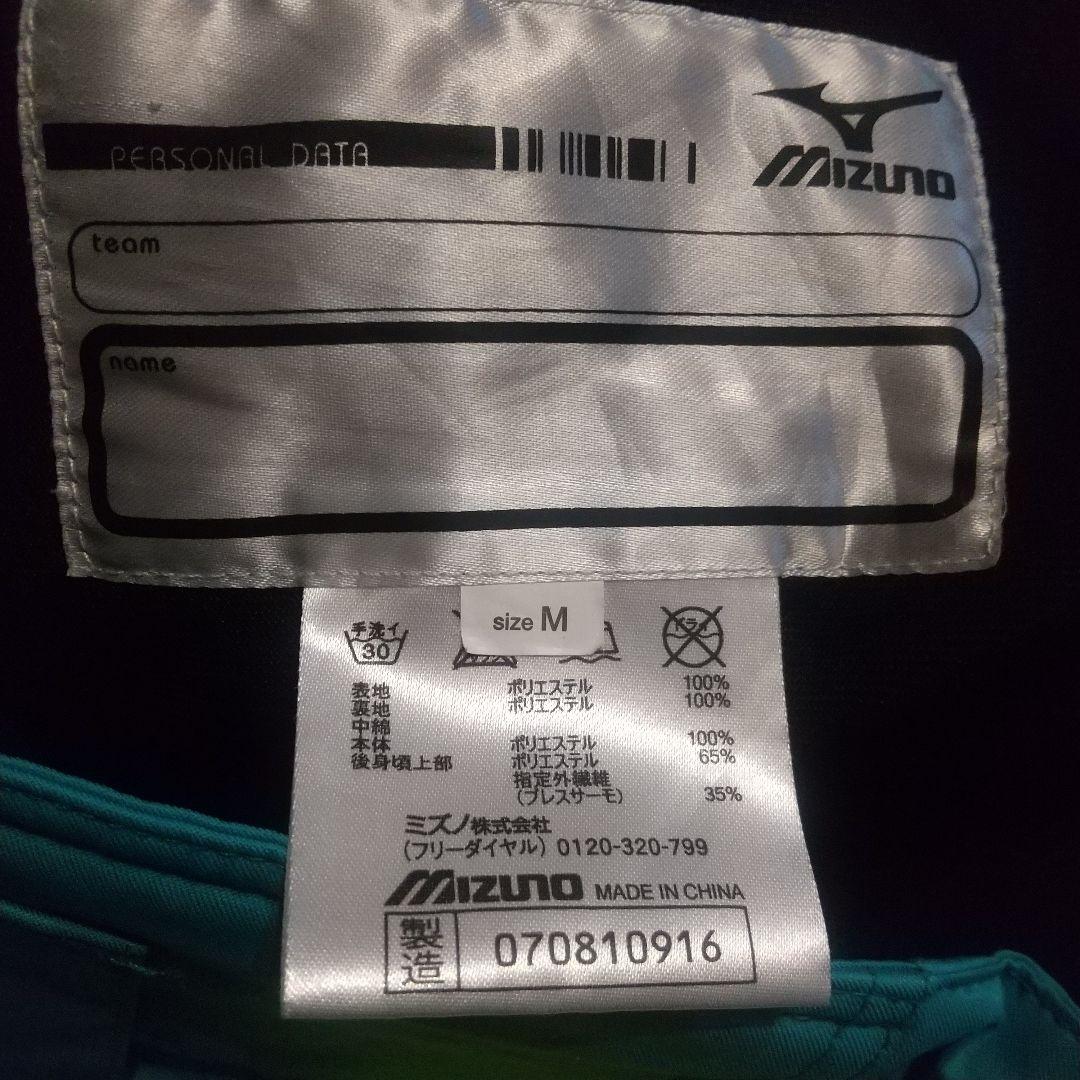 PERSONAL DATA
MIZUNO
team
name
size M
手洗イ
30
ドライ
表地 ポリエステル 100%
裏地 ポリエステル 100%
中綿
本体 ポリエステル 100%
後身頃上部 ポリエステル 65%
指定外繊維
(ブレスサーモ) 35%
ミズノ株式会社
(フリーダイヤル) 0120-320-799
MIZUNO MADE IN CHINA
製造 070810916